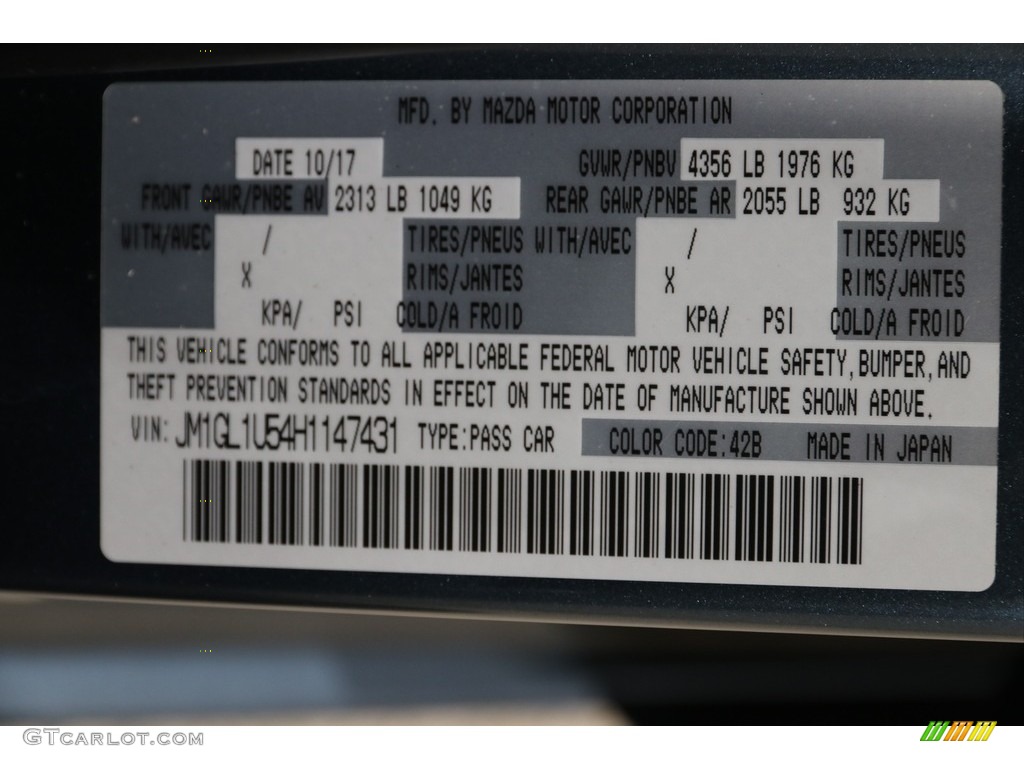 MFD. BY MAZDA MOTOR CORPORATION
DATE 10/17 GVWR/PNBV 4356 LB 1976 KG
FRONT GAWR/PNBE AV 2313 LB 1049 KG REAR GAWR/PNBE AR 2055 LB 932 KG
WITH/AVEC / TIRES/PNEUS WITH/AVEC / TIRES/PNEUS
X RIMS/JANTES X RIMS/JANTES
KPA/ PSI COLD/A FROID KPA/ PSI COLD/A FROID
THIS VEHICLE CONFORMS TO ALL APPLICABLE FEDERAL MOTOR VEHICLE SAFETY, BUMPER, AND
THEFT PREVENTION STANDARDS IN EFFECT ON THE DATE OF MANUFACTURE SHOWN ABOVE.
VIN: JM1GL1U54H1147431 TYPE:PASS CAR COLOR CODE:42B MADE IN JAPAN
GTCARLOT.COM